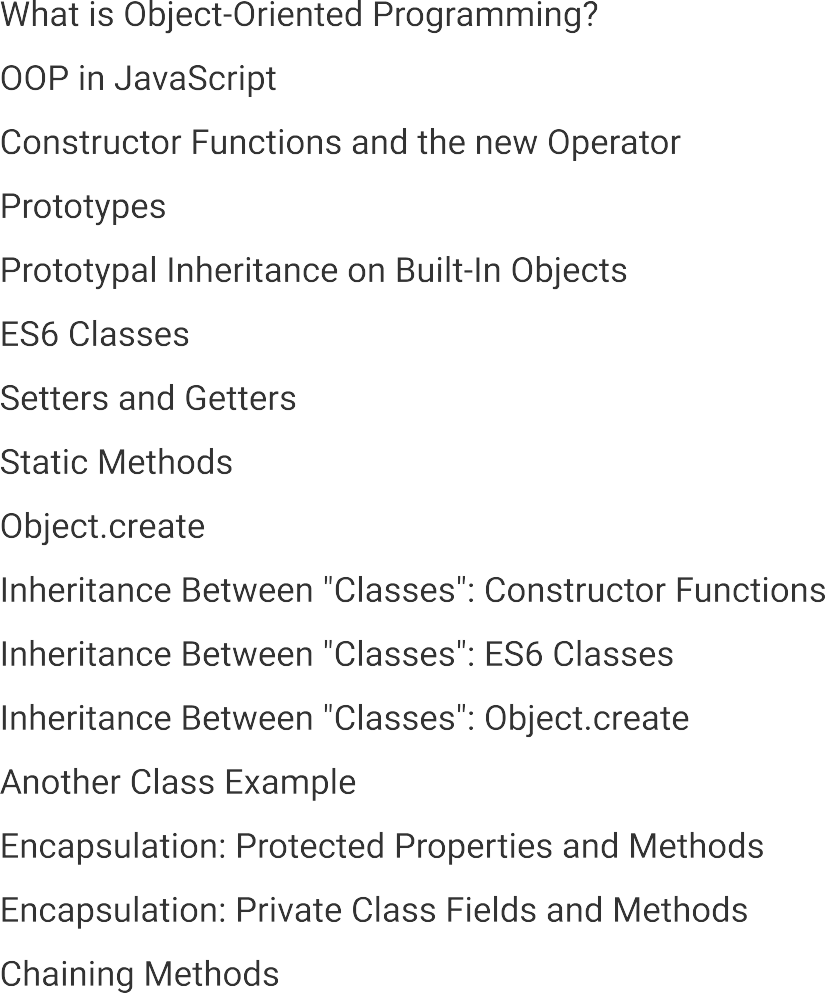 What is Object-Oriented Programming?
OOP in JavaScript
Constructor Functions and the new Operator
Prototypes
Prototypal Inheritance on Built-In Objects
ES6 Classes
Setters and Getters
Static Methods
Object.create
Inheritance Between "Classes": Constructor Functions
Inheritance Between "Classes": ES6 Classes
Inheritance Between "Classes": Object.create
Another Class Example
Encapsulation: Protected Properties and Methods
Encapsulation: Private Class Fields and Methods
Chaining Methods